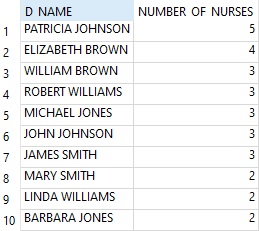 D NAME NUMBER OF NURSES
1 PATRICIA JOHNSON 5
2 ELIZABETH BROWN 4
3 WILLIAM BROWN 3
4 ROBERT WILLIAMS 3
5 MICHAEL JONES 3
6 JOHN JOHNSON 3
7 JAMES SMITH 3
8 MARY SMITH 2
9 LINDA WILLIAMS 2
10 BARBARA JONES 2